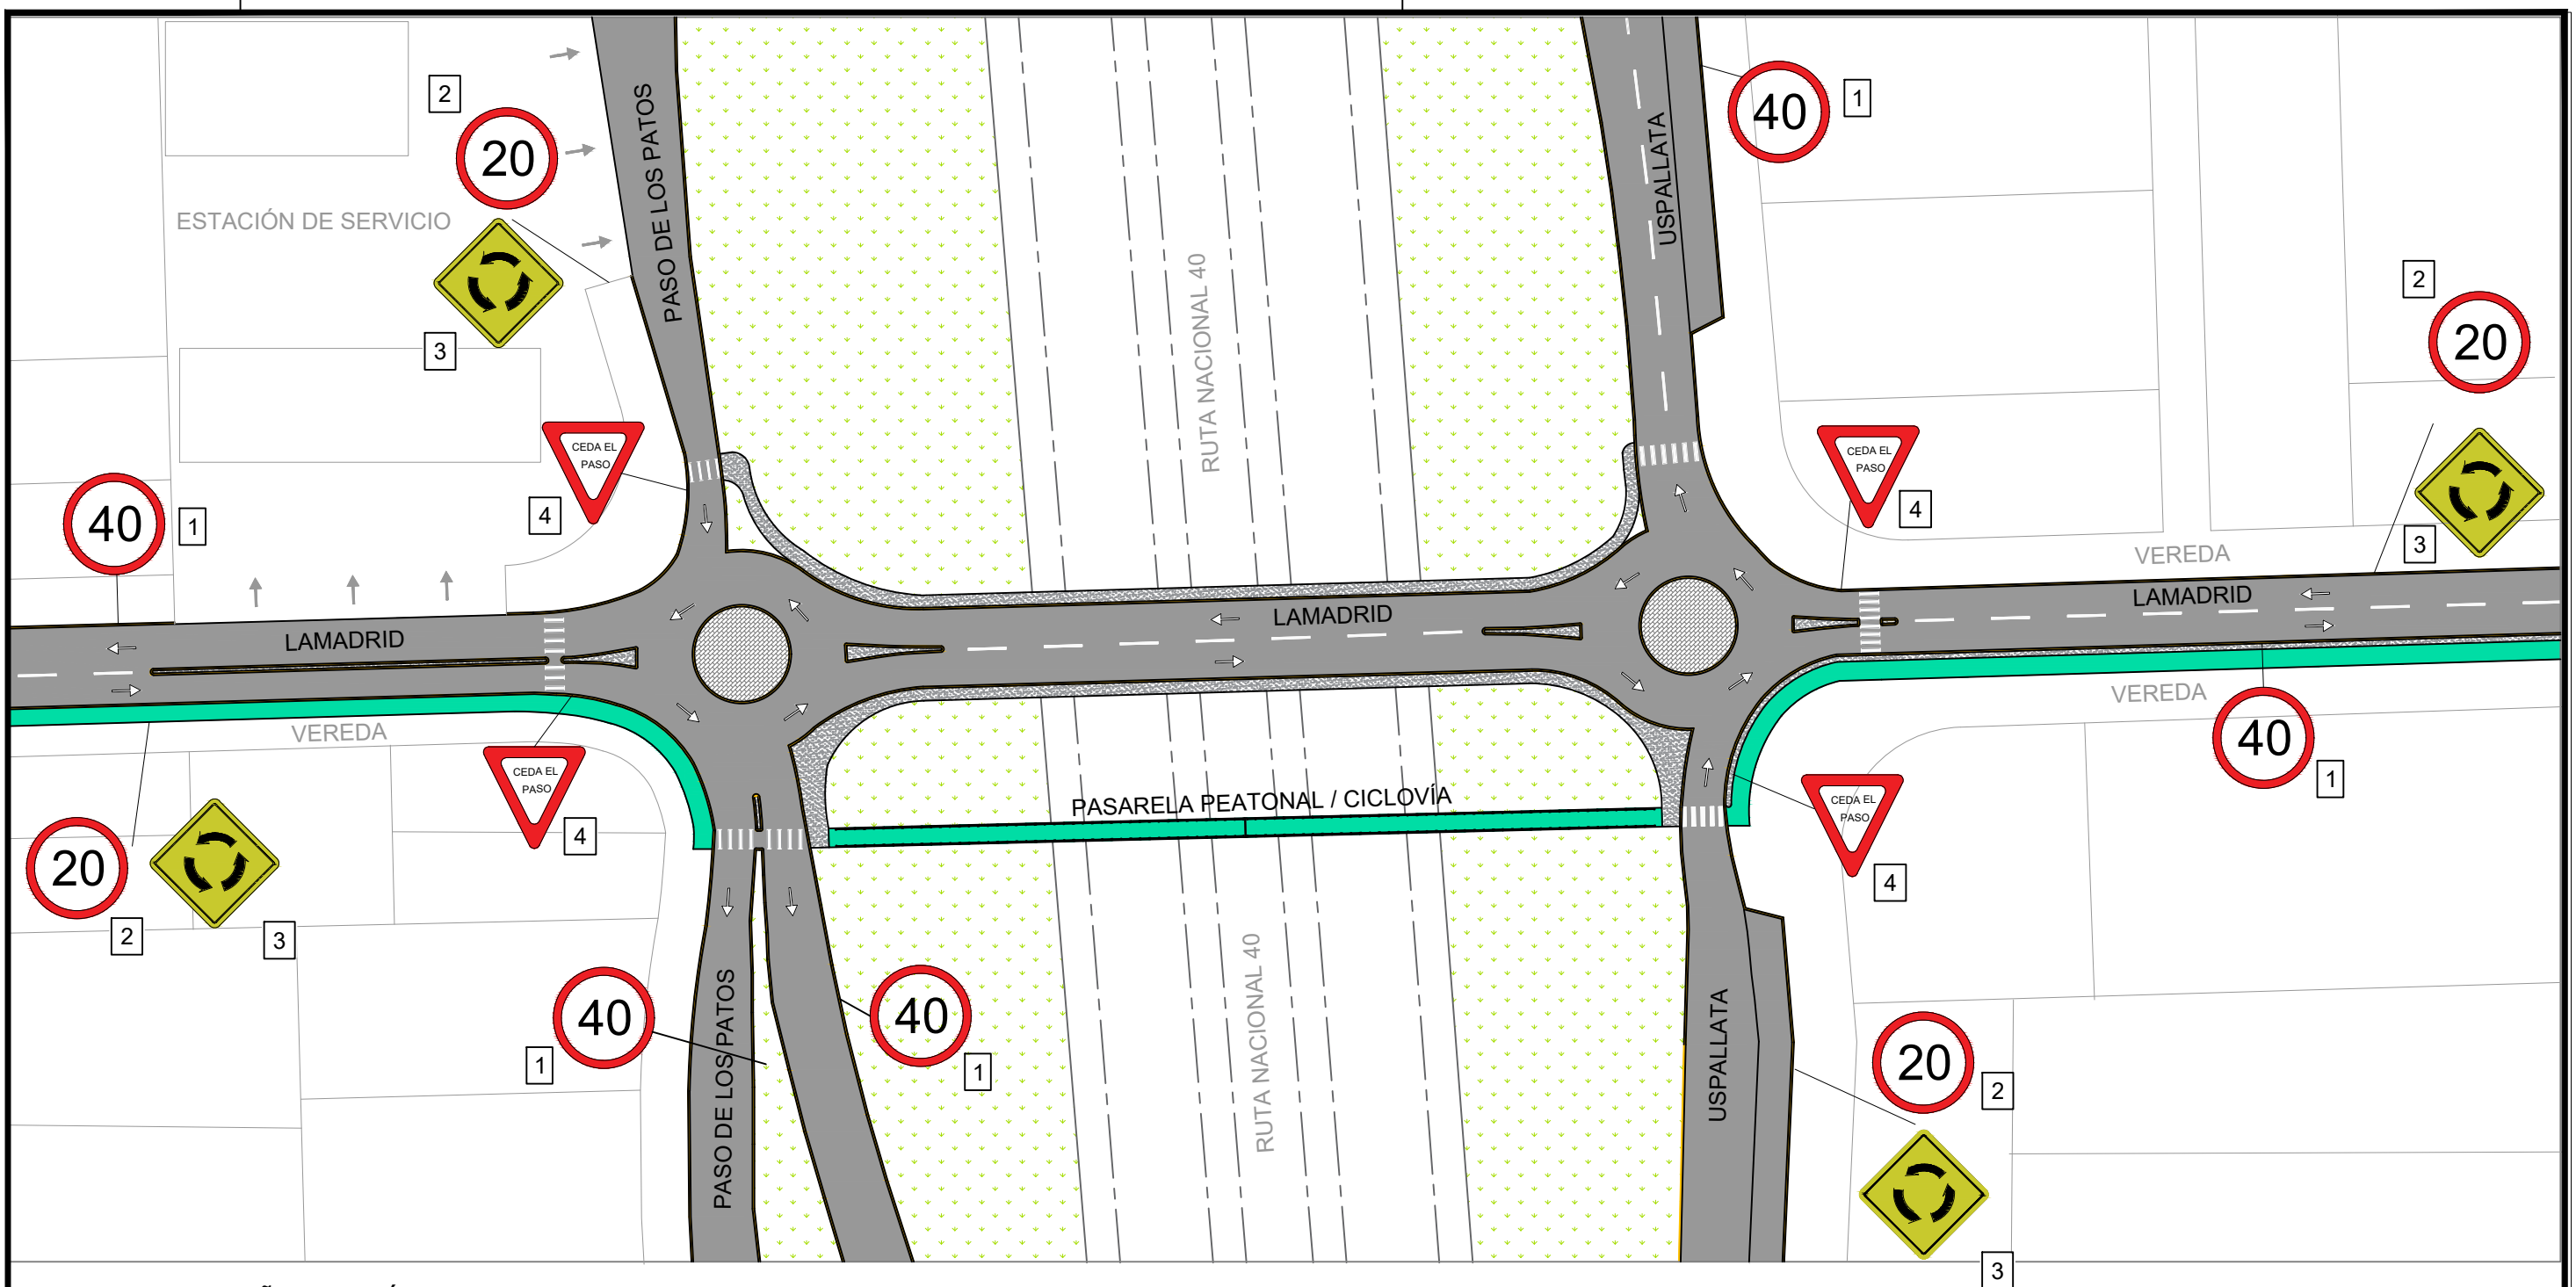 2
20
ESTACIÓN DE SERVICIO
3
PASO DE LOS PATOS
CEDA EL
PASO
4
40
1
LAMADRID
VEREDA
CEDA EL
PASO
4
20
2
3
40
1
PASO DE LOS PATOS
40
1
RUTA NACIONAL 40
LAMADRID
PASARELA PEATONAL / CICLOVÍA
RUTA NACIONAL 40
USPALLATA
40
1
CEDA EL
PASO
4
2
20
3
VEREDA
LAMADRID
VEREDA
40
1
CEDA EL
PASO
4
USPALLATA
20
2
3